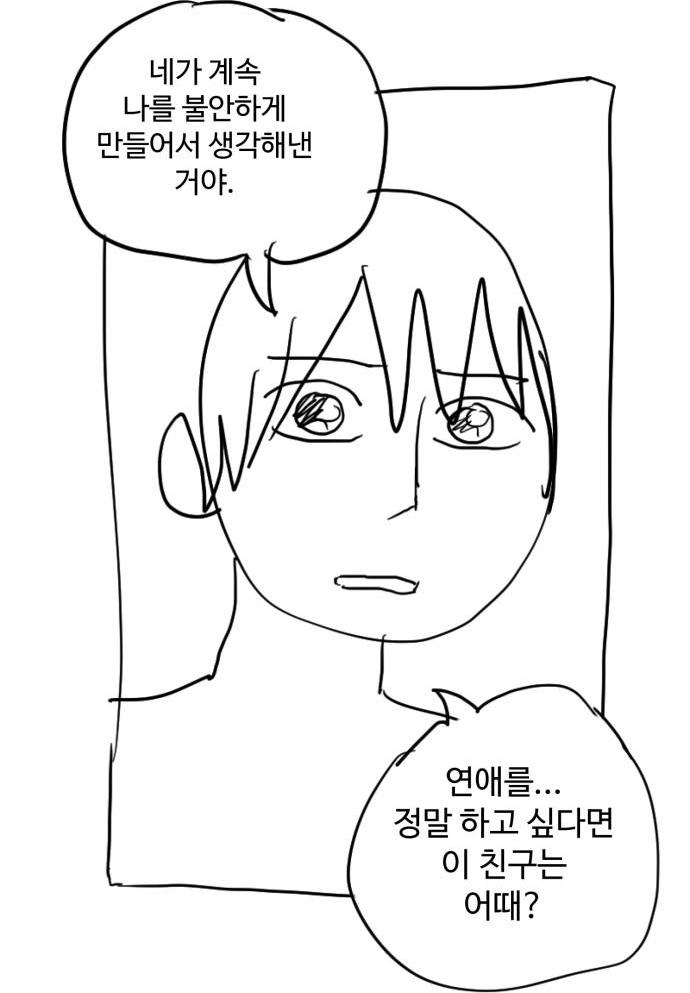 네가 계속
나를 불안하게
만들어서 생각해낸
거야.
연애를...
정말 하고 싶다면
이 친구는
어때?